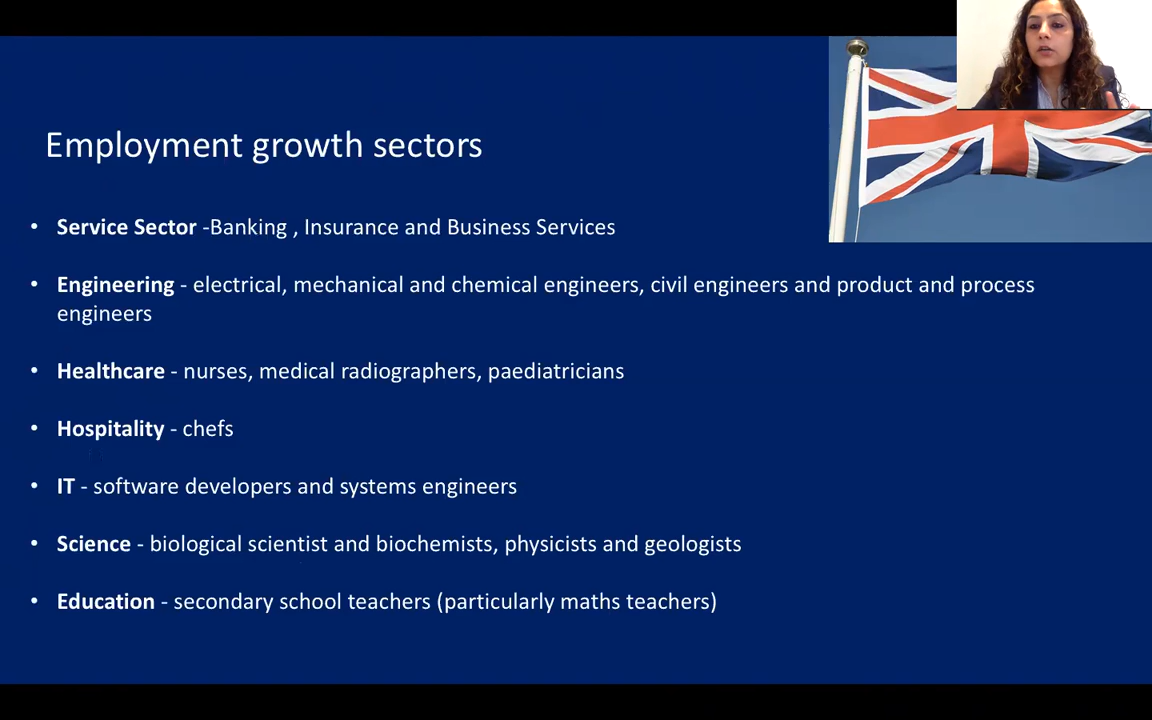 Employment growth sectors
• Service Sector -Banking , Insurance and Business Services
• Engineering - electrical, mechanical and chemical engineers, civil engineers and product and process
engineers
• Healthcare - nurses, medical radiographers, paediatricians
• Hospitality - chefs
• IT - software developers and systems engineers
• Science - biological scientist and biochemists, physicists and geologists
• Education - secondary school teachers (particularly maths teachers)